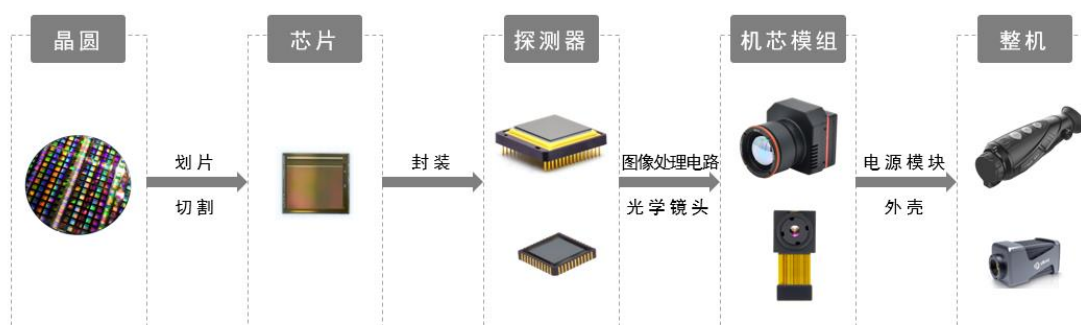 晶圆
芯片
探测器
机芯模组
整机
划片
切割
封装
图像处理电路
光学镜头
电源模块
外壳